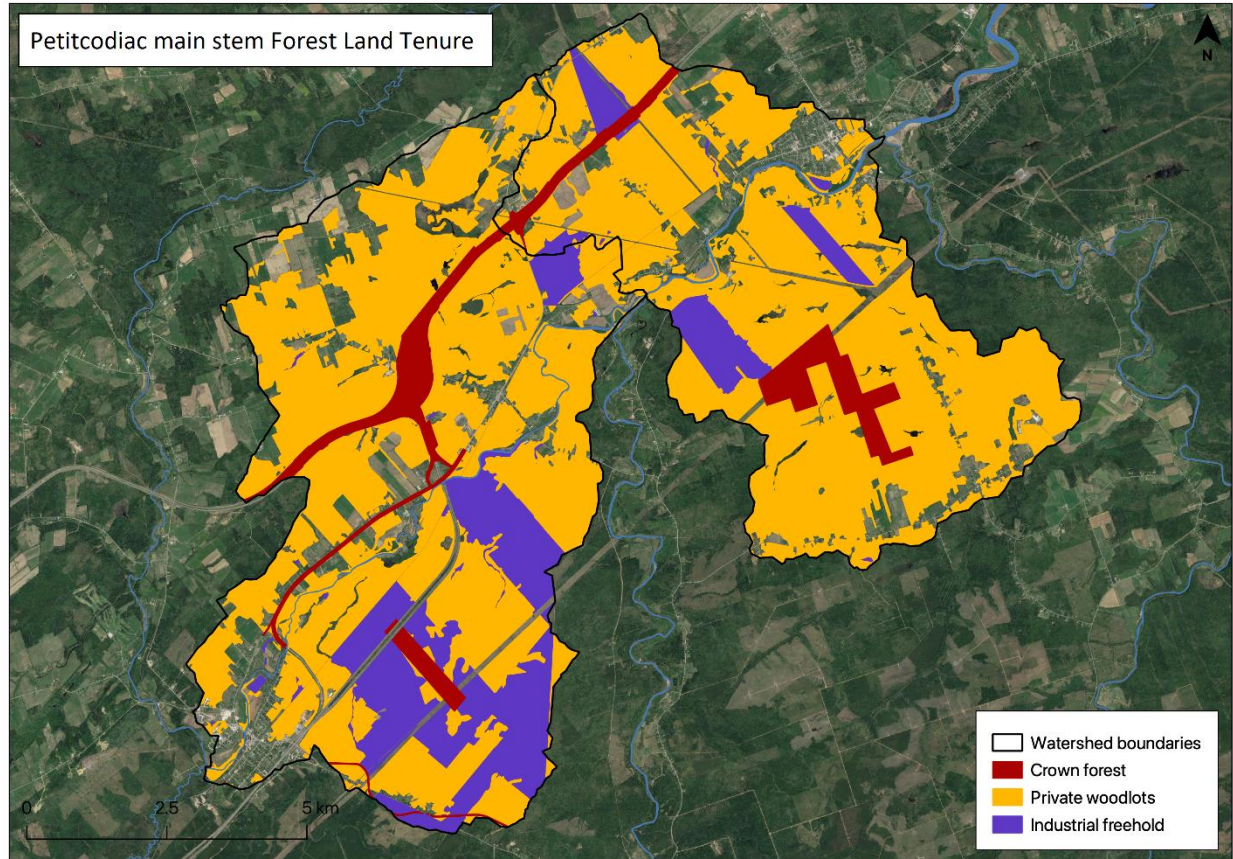 Petitcodiac main stem Forest Land Tenure
N
Watershed boundaries
Crown forest
Private woodlots
Industrial freehold
0 2.5 5 km